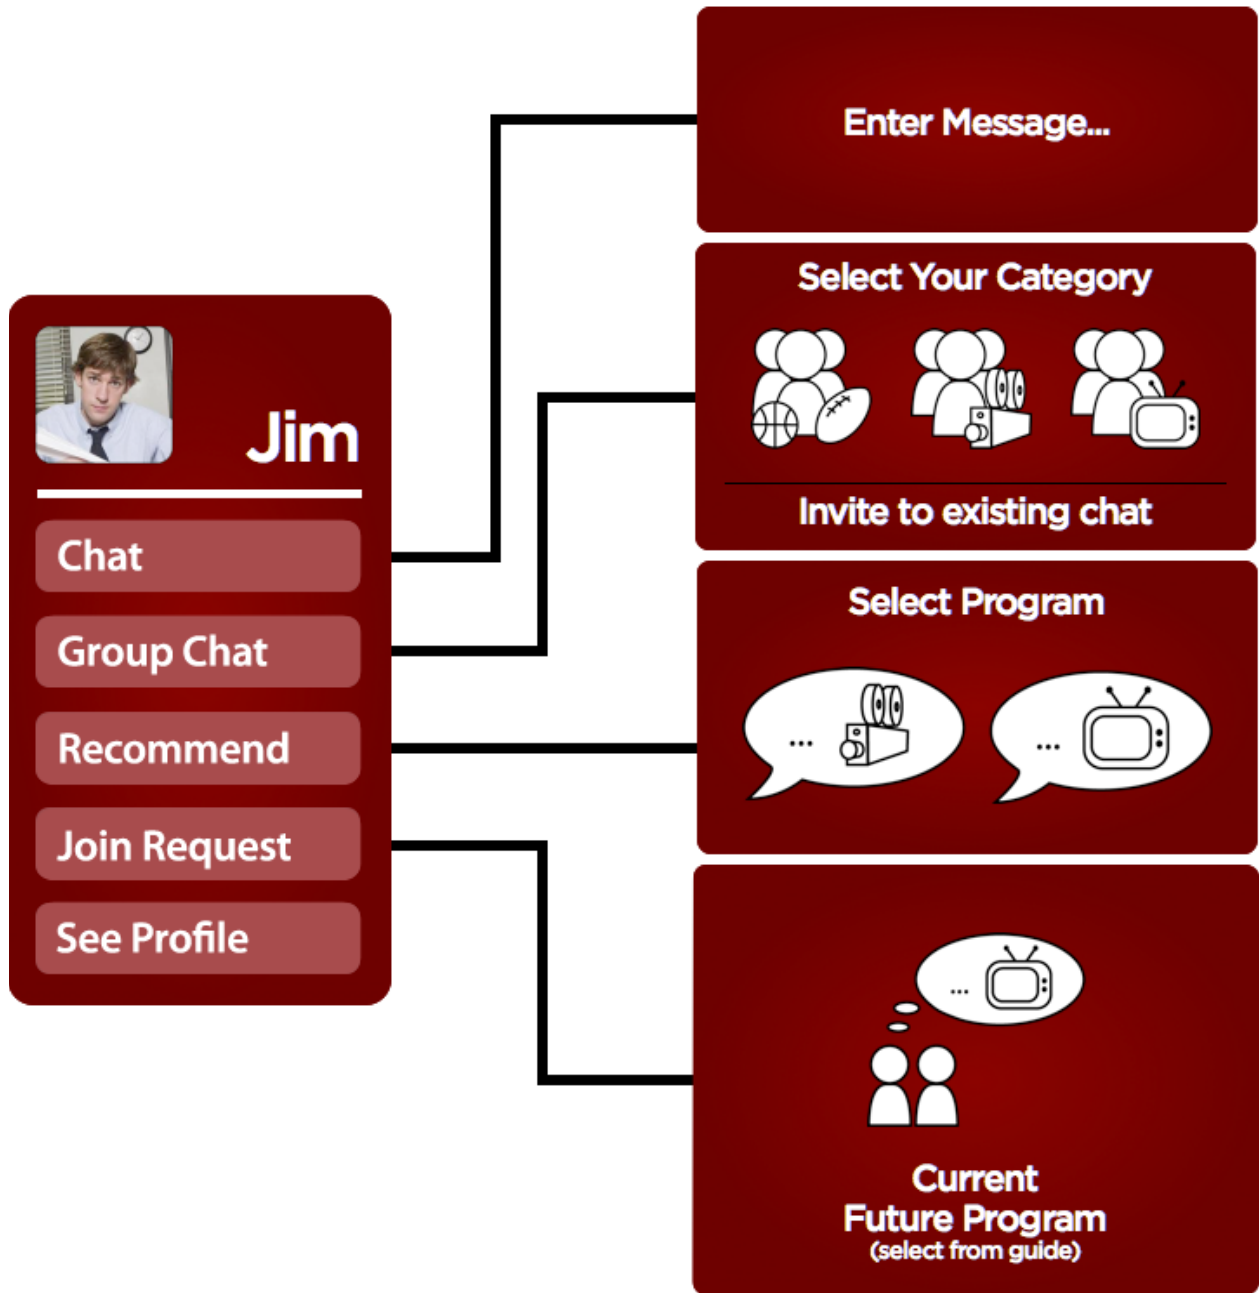 Jim
Chat
Group Chat
Recommend
Join Request
See Profile
Enter Message...
Select Your Category
Invite to existing chat
Select Program
...
...
...
Current
Future Program
(select from guide)